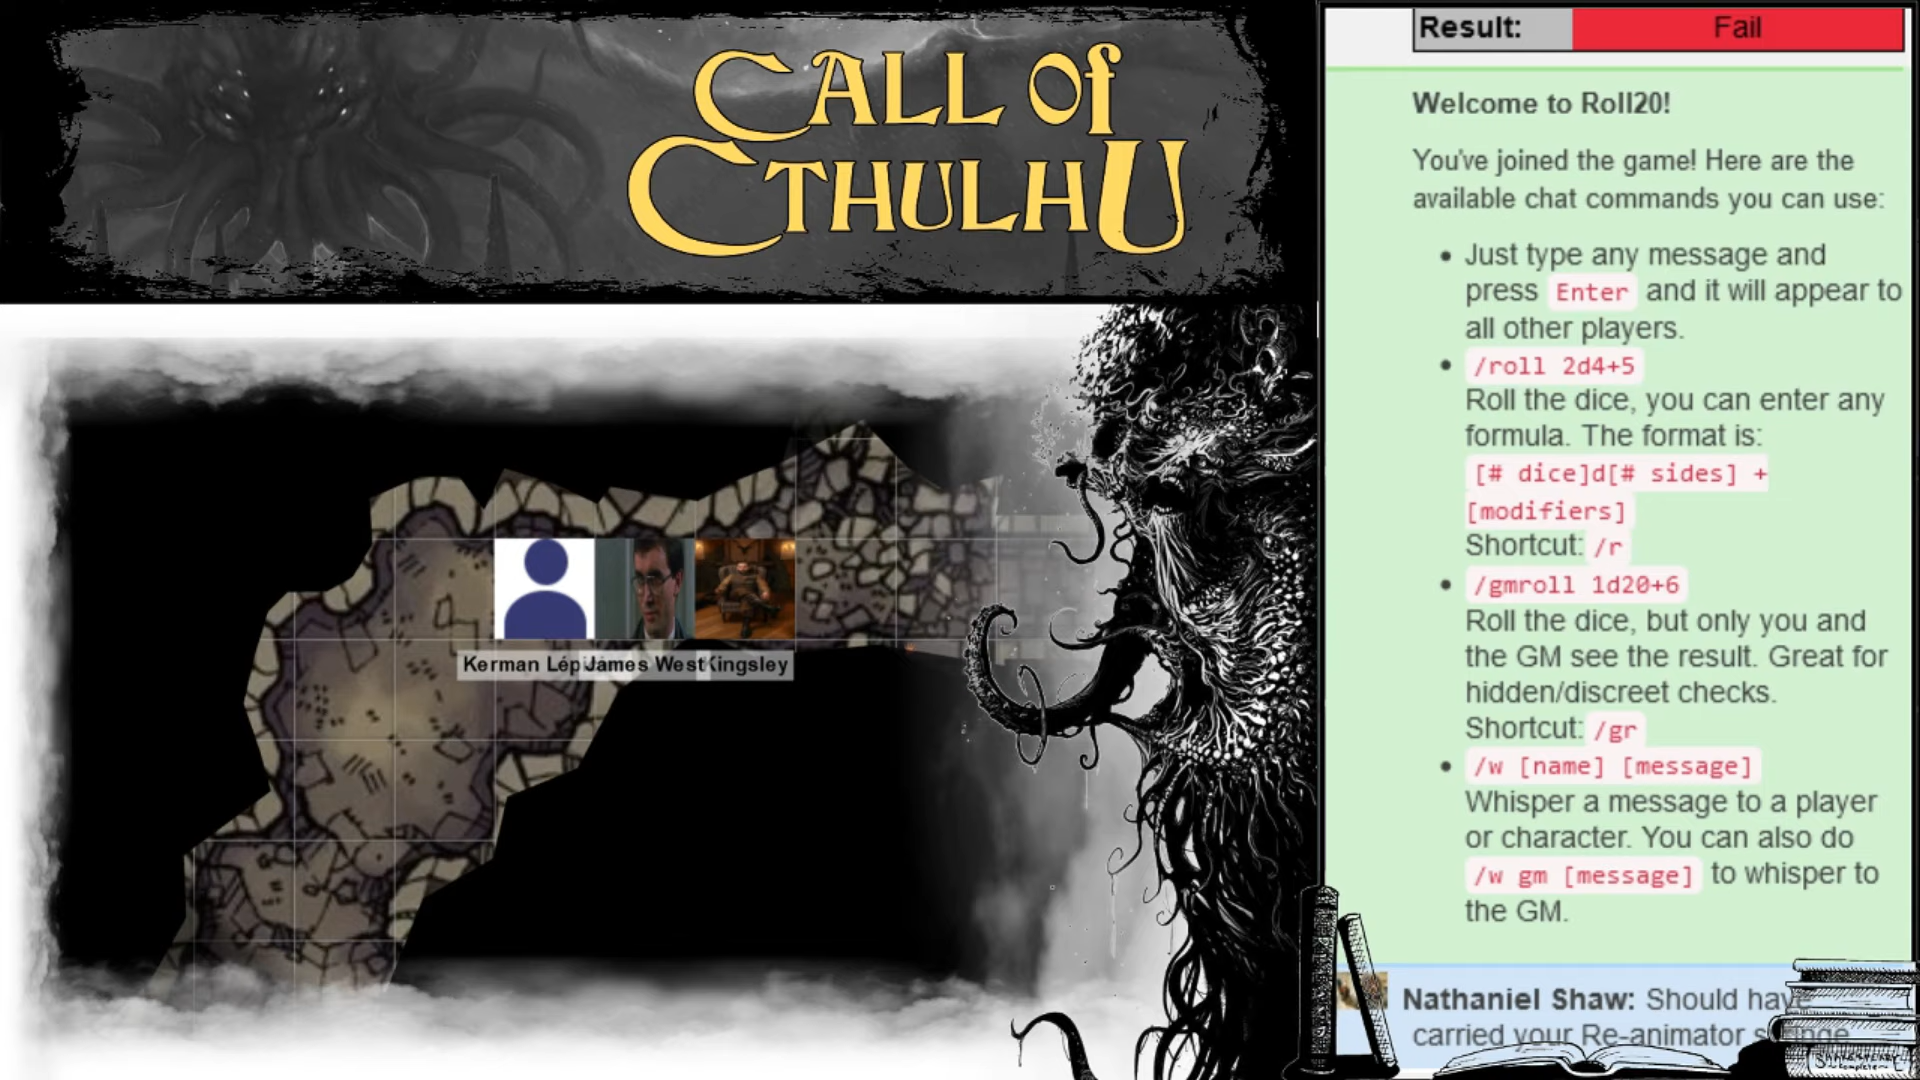 CALL Of
CTHULHU
Kerman Lépi James West Kingsley
Result: Fail
Welcome to Roll20!
You've joined the game! Here are the
available chat commands you can use:
• Just type any message and
press Enter and it will appear to
all other players.
• /roll 2d4+5
Roll the dice, you can enter any
formula. The format is:
[# dice]d[# sides] +
[modifiers]
Shortcut: /r
• /gmroll 1d20+6
Roll the dice, but only you and
the GM see the result. Great for
hidden/discreet checks.
Shortcut: /gr
• /w [name] [message]
Whisper a message to a player
or character. You can also do
/w gm [message] to whisper to
the GM.
Nathaniel Shaw: Should have
carried your Re-animator